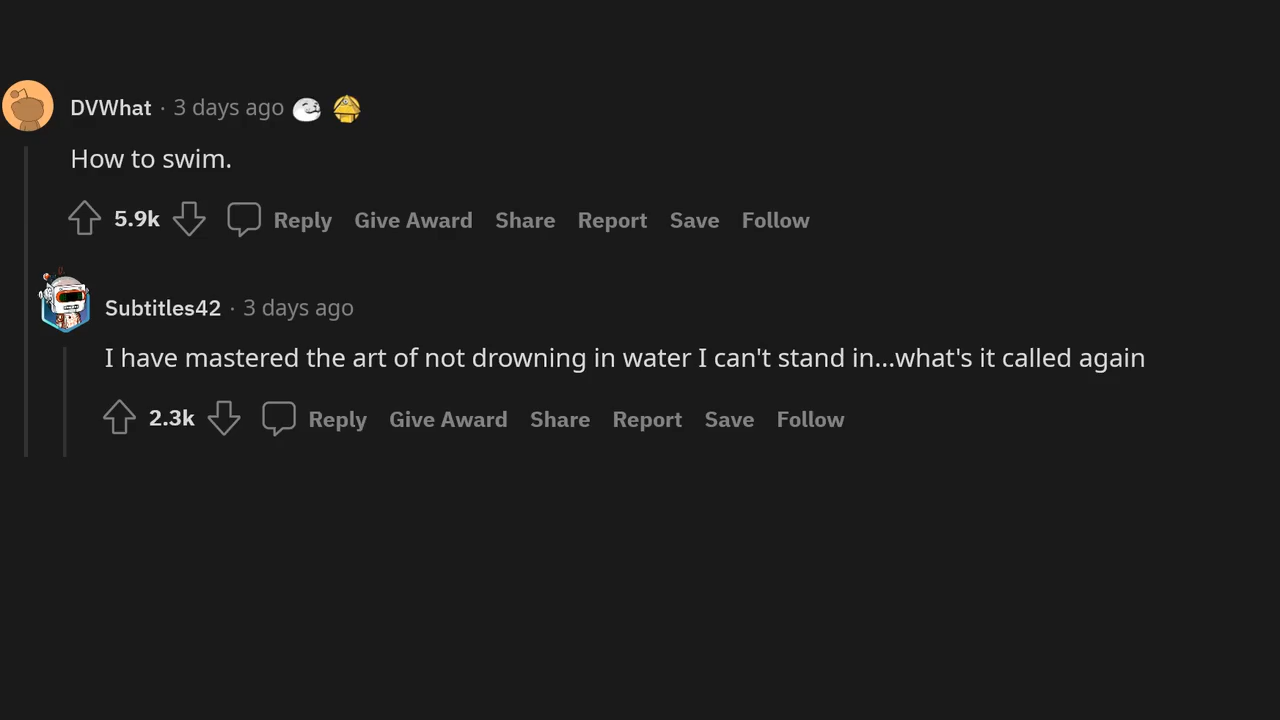 DVWhat · 3 days ago
How to swim.
5.9k Reply Give Award Share Report Save Follow
Subtitles42 · 3 days ago
I have mastered the art of not drowning in water I can't stand in...what's it called again
2.3k Reply Give Award Share Report Save Follow